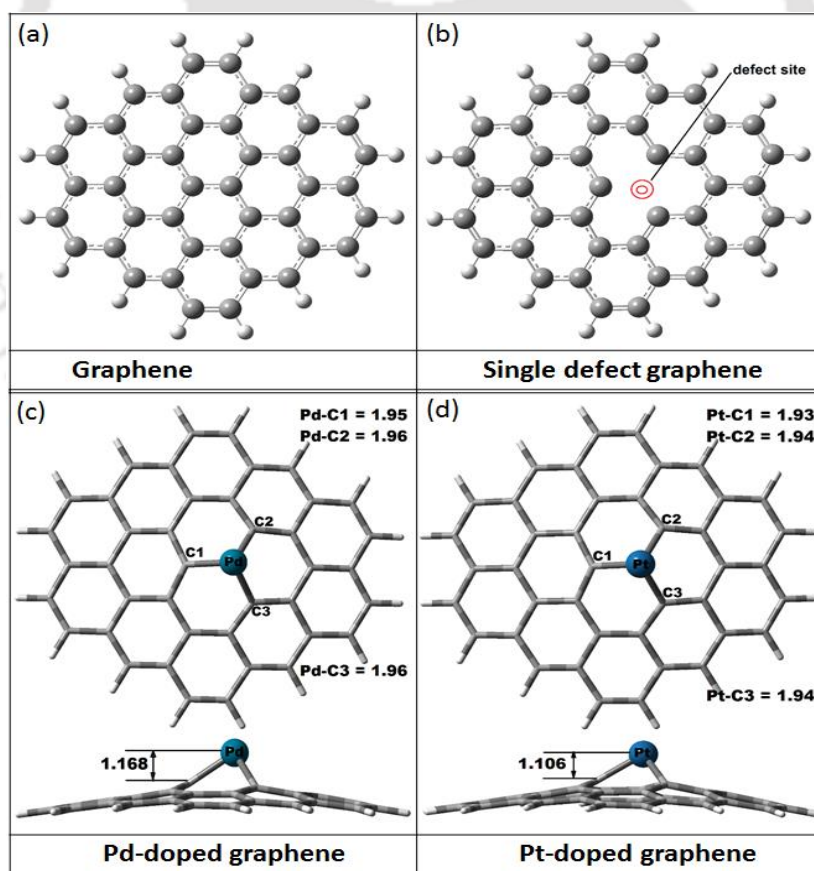 (a)
(b)
defect site
Graphene
Single defect graphene
(c)
Pd-C1 = 1.95
Pd-C2 = 1.96
C2
C1
Pd
C3
Pd-C3 = 1.96
1.168
Pd
Pd-doped graphene
(d)
Pt-C1 = 1.93
Pt-C2 = 1.94
C2
C1
Pt
C3
Pt-C3 = 1.94
1.106
Pt
Pt-doped graphene